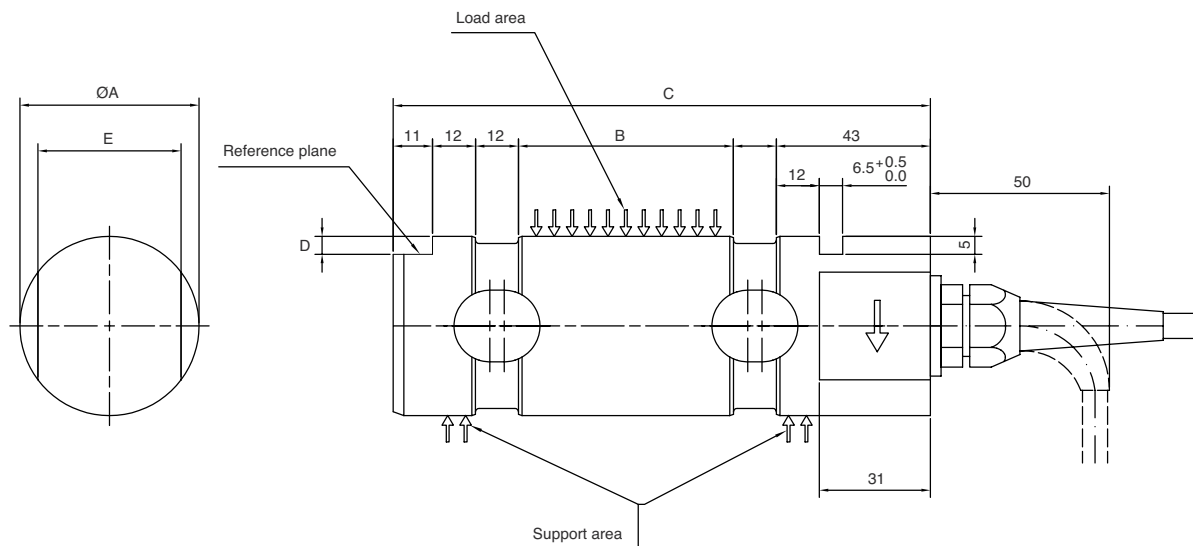 Load area
ØA
C
E
11
12
12
B
43
Reference plane
12
6.5+0.5
0.0
50
D
5
31
Support area